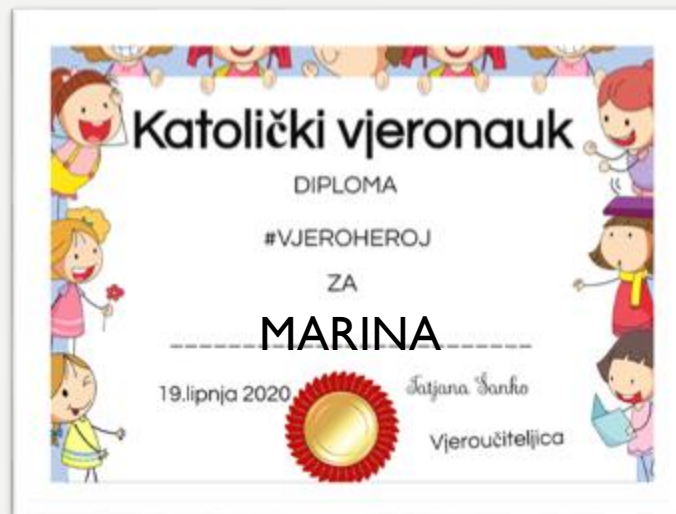 Katolički vjeronauk
DIPLOMA
#VJEROHEROJ
ZA
MARINA
19.lipnja 2020
Tatjana Šanko
Vjeroučiteljica